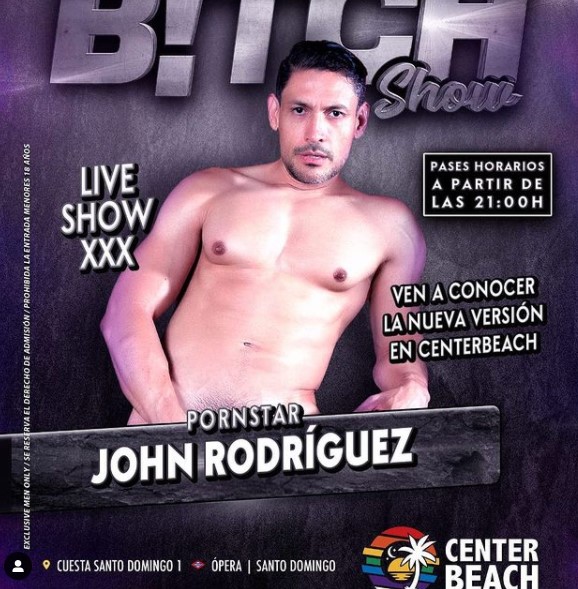 B!TCH
Show
LIVE
SHOW
XXX
PASES HORARIOS
A PARTIR DE
LAS 21:00H
VEN A CONOCER
LA NUEVA VERSIÓN
EN CENTERBEACH
PORNSTAR
JOHN RODRÍGUEZ
EXCLUSIVE MEN ONLY / SE RESERVA EL DERECHO DE ADMISIÓN / PROHIBIDA LA ENTRADA MENORES 18 AÑOS
CUESTA SANTO DOMINGO 1 ÓPERA | SANTO DOMINGO
CENTER
BEACH